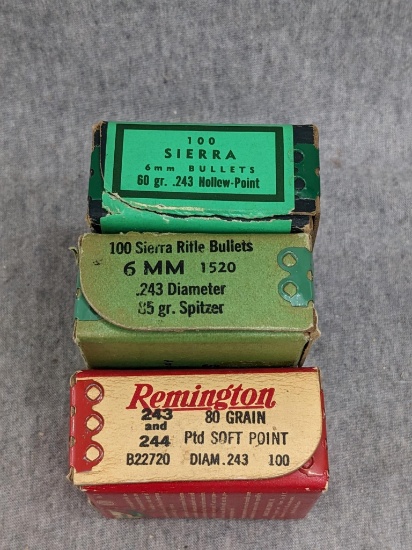 100
SIERRA
6mm BULLETS
60 gr. .243 Hollow-Point
100 Sierra Rifle Bullets
6 MM 1520
.243 Diameter
85 gr. Spitzer
Remington
243 80 GRAIN
and
244 Ptd SOFT POINT
B22720 DIAM .243 100